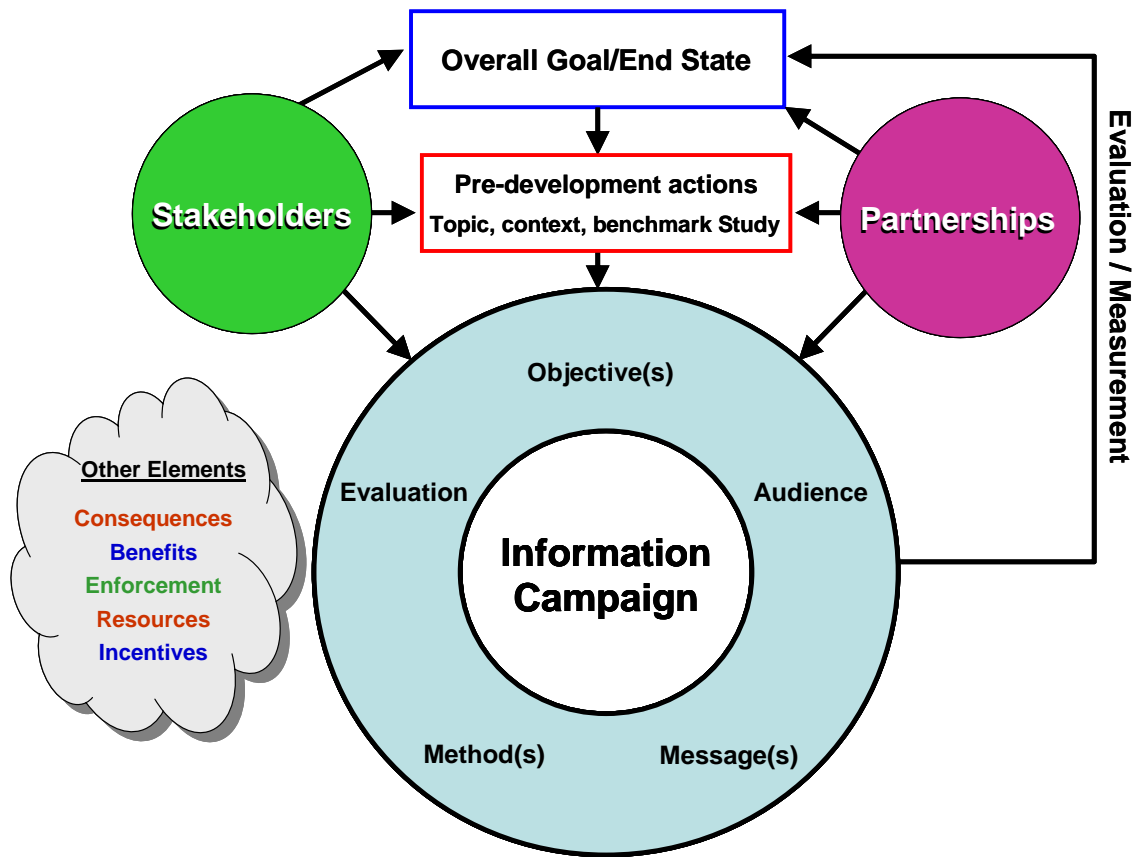 Overall Goal/End State
Pre-development actions
Topic, context, benchmark Study
Stakeholders
Partnerships
Evaluation / Measurement
Objective(s)
Evaluation
Audience
Information
Campaign
Method(s)
Message(s)
Other Elements
Consequences
Benefits
Enforcement
Resources
Incentives